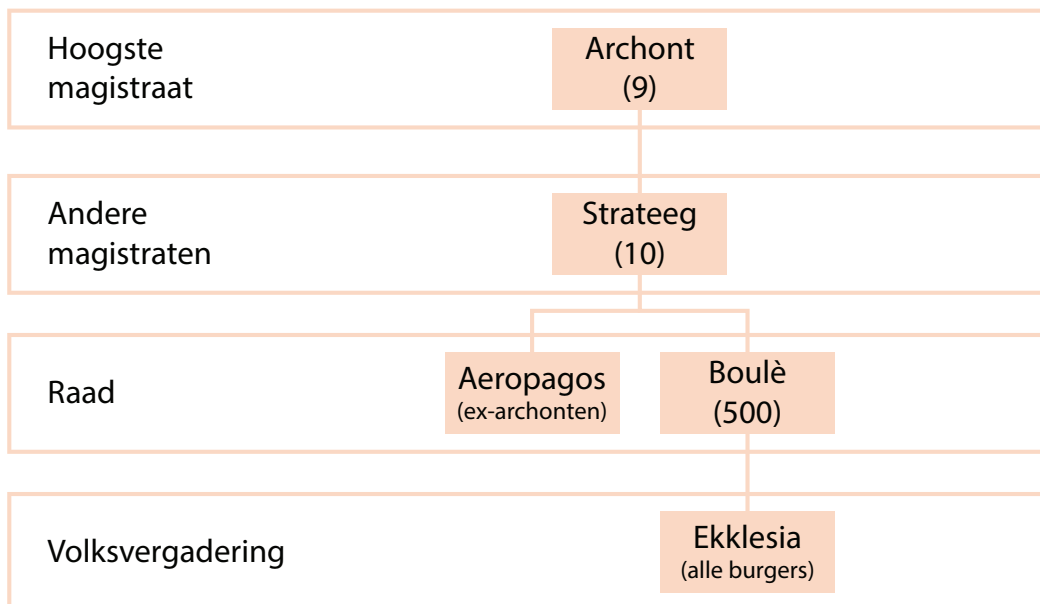 Hoogste
magistraat
Archont
(9)
Andere
magistraten
Strateeg
(10)
Raad
Aeropagos
(ex-archonten)
Boulè
(500)
Volksvergadering
Ekklesia
(alle burgers)